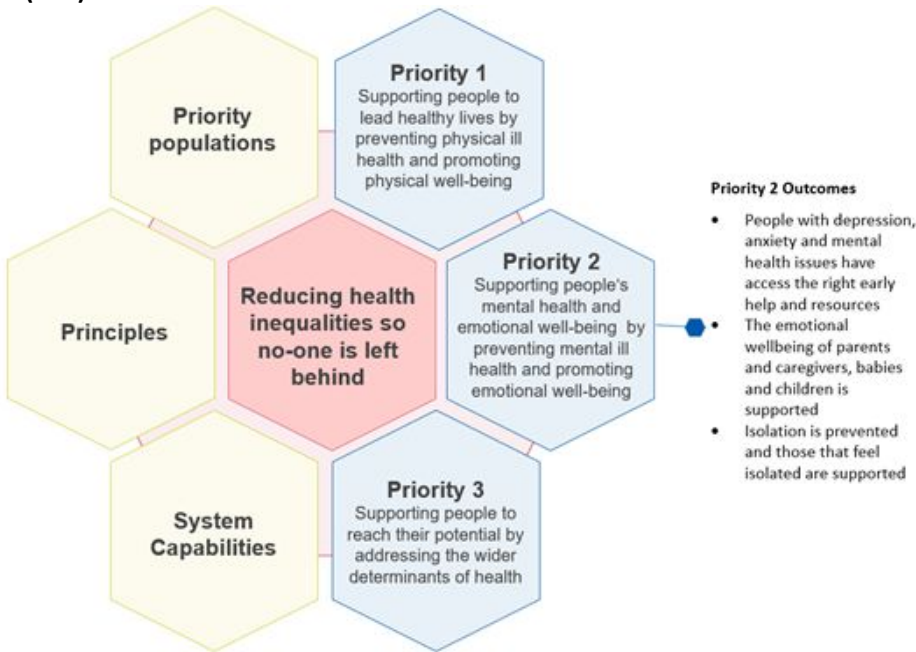 Priority
populations
Priority 1
Supporting people to
lead healthy lives by
preventing physical ill
health and promoting
physical well-being
Principles
Reducing health
inequalities so
no-one is left
behind
Priority 2
Supporting people's
mental health and
emotional well-being by
preventing mental ill
health and promoting
emotional well-being
System
Capabilities
Priority 3
Supporting people to
reach their potential by
addressing the wider
determinants of health
Priority 2 Outcomes
• People with depression,
anxiety and mental
health issues have
access the right early
help and resources
• The emotional
wellbeing of parents
and caregivers, babies
and children is
supported
• Isolation is prevented
and those that feel
isolated are supported